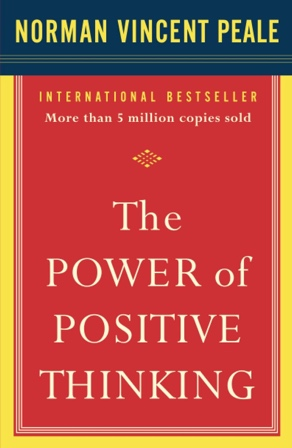 NORMAN VINCENT PEALE
INTERNATIONAL BESTSELLER
More than 5 million copies sold
The
POWER of
POSITIVE
THINKING